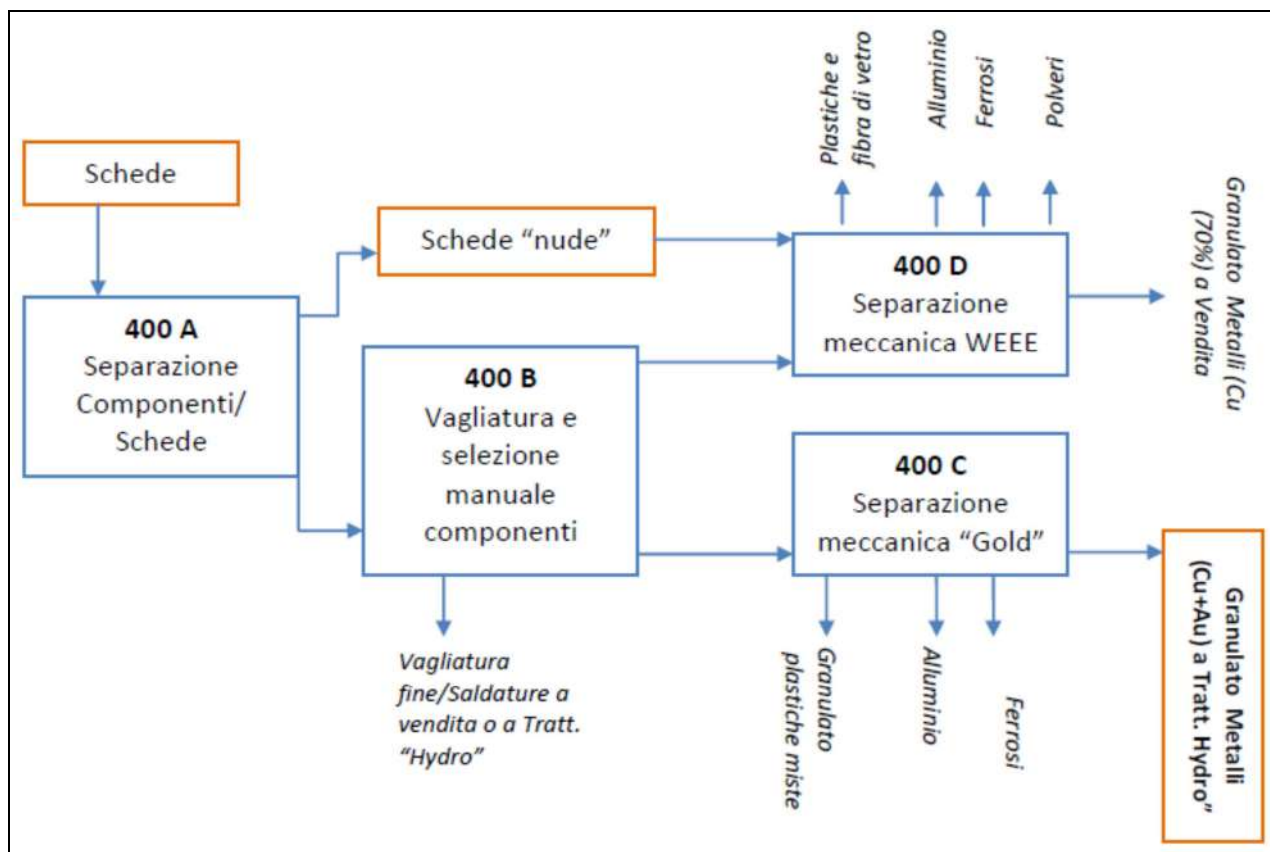 Schede
400 A
Separazione
Componenti/
Schede
Schede “nude”
400 B
Vagliatura e
selezione
manuale
componenti
Vagliatura
fine/Saldature a
vendita o a Tratt.
“Hydro”
Plastiche e
fibra di vetro
Alluminio
Ferrosi
Polveri
400 D
Separazione
meccanica WEEE
Granulato Metalli (Cu
(70%) a Vendita
400 C
Separazione
meccanica “Gold”
Granulato
plastiche miste
Alluminio
Ferrosi
Granulato Metalli
(Cu+Au) a Tratt. Hydro”